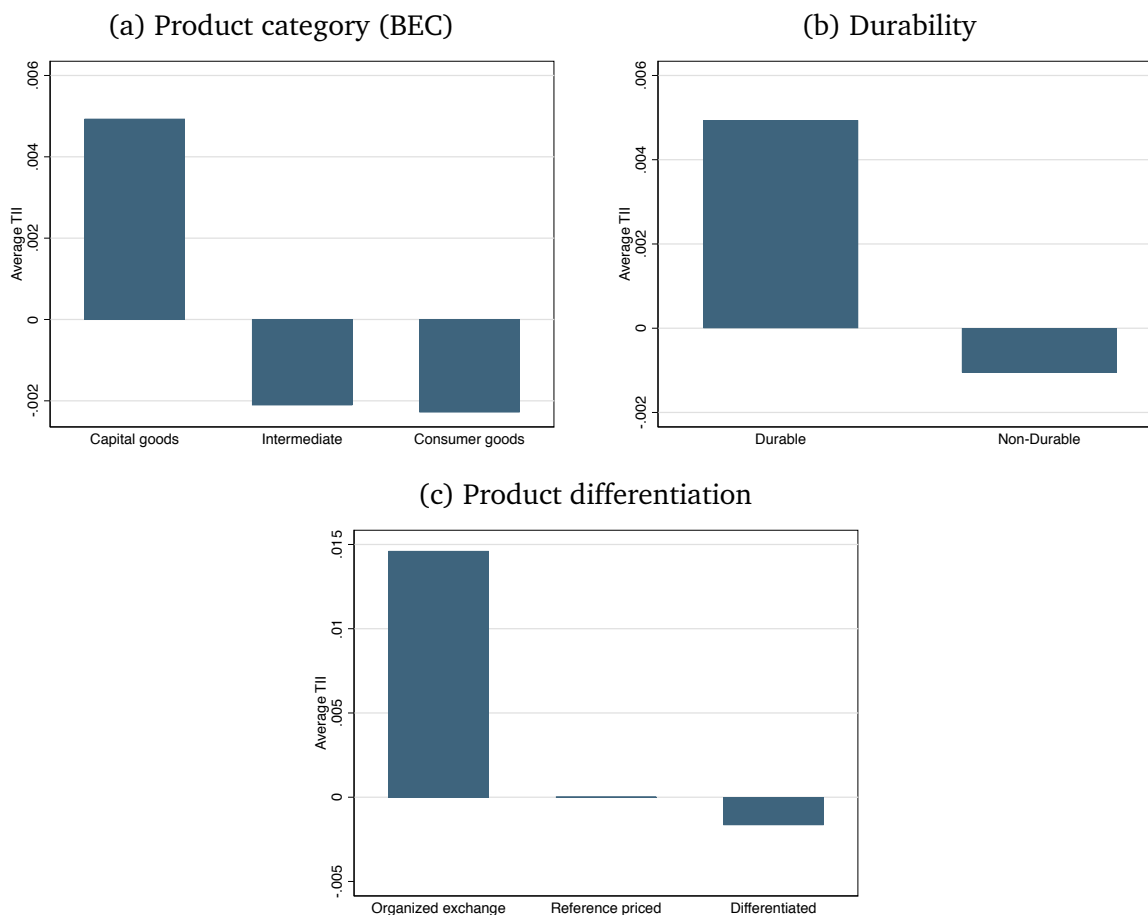 (a) Product category (BEC)
.006
.004
.002
0
-.002
Average TII
Capital goods Intermediate Consumer goods
(b) Durability
.006
.004
.002
0
-.002
Average TII
Durable Non-Durable
(c) Product differentiation
.015
.01
.005
0
-.005
Average TII
Organized exchange Reference priced Differentiated